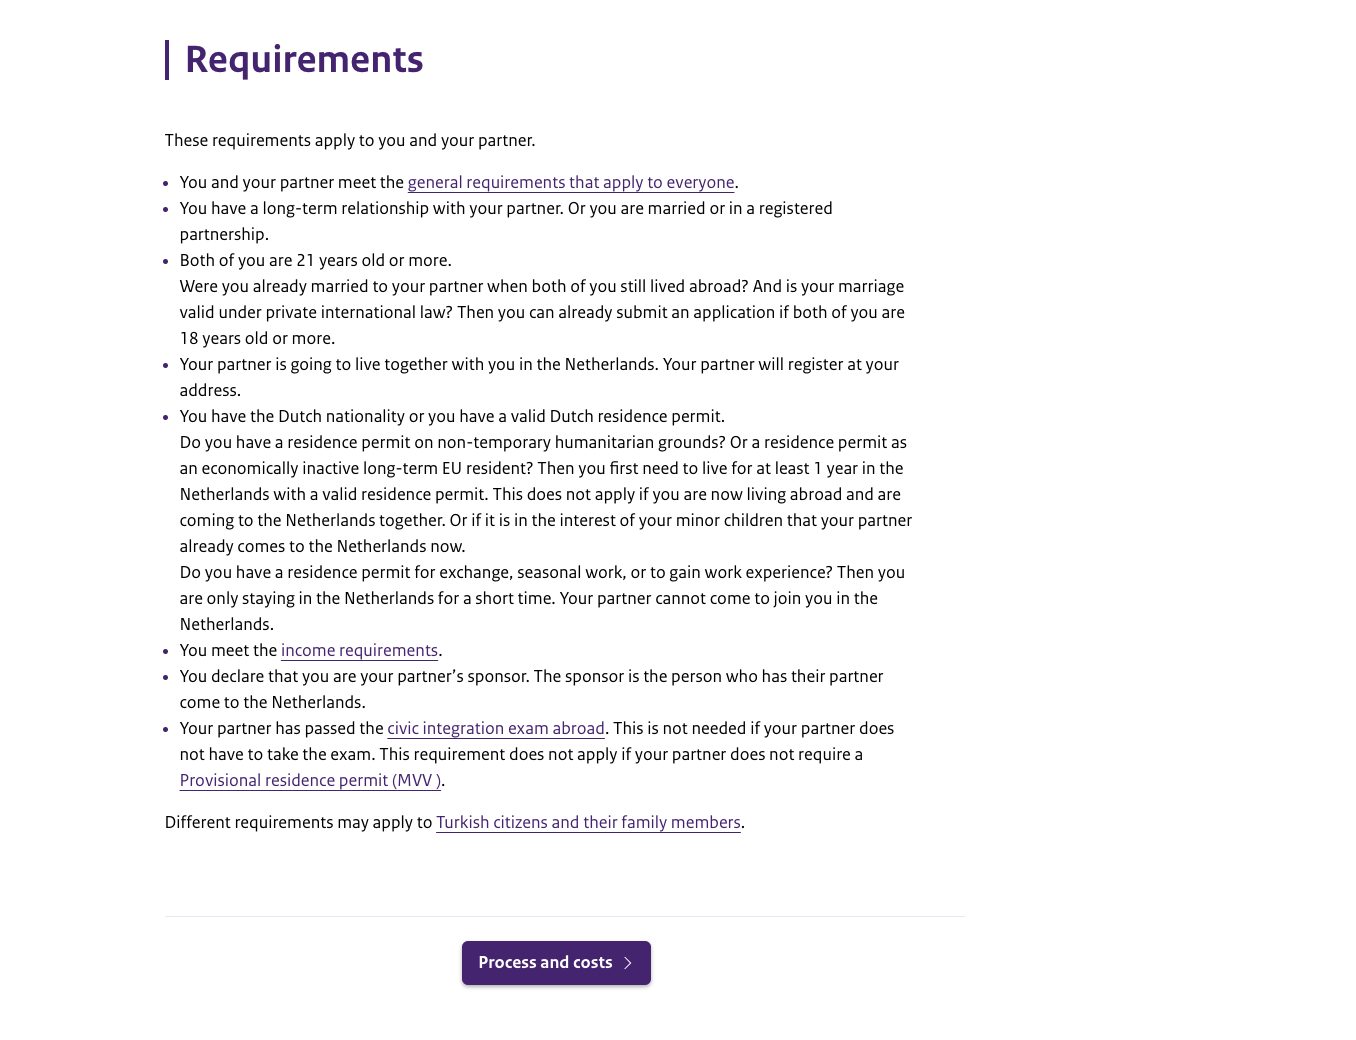 Requirements
These requirements apply to you and your partner.
You and your partner meet the general requirements that apply to everyone.
You have a long-term relationship with your partner. Or you are married or in a registered
partnership.
Both of you are 21 years old or more.
Were you already married to your partner when both of you still lived abroad? And is your marriage
valid under private international law? Then you can already submit an application if both of you are
18 years old or more.
Your partner is going to live together with you in the Netherlands. Your partner will register at your
address.
You have the Dutch nationality or you have a valid Dutch residence permit.
Do you have a residence permit on non-temporary humanitarian grounds? Or a residence permit as
an economically inactive long-term EU resident? Then you first need to live for at least 1 year in the
Netherlands with a valid residence permit. This does not apply if you are now living abroad and are
coming to the Netherlands together. Or if it is in the interest of your minor children that your partner
already comes to the Netherlands now.
Do you have a residence permit for exchange, seasonal work, or to gain work experience? Then you
are only staying in the Netherlands for a short time. Your partner cannot come to join you in the
Netherlands.
You meet the income requirements.
You declare that you are your partner’s sponsor. The sponsor is the person who has their partner
come to the Netherlands.
Your partner has passed the civic integration exam abroad. This is not needed if your partner does
not have to take the exam. This requirement does not apply if your partner does not require a
Provisional residence permit (MVV ).
Different requirements may apply to Turkish citizens and their family members.
Process and costs